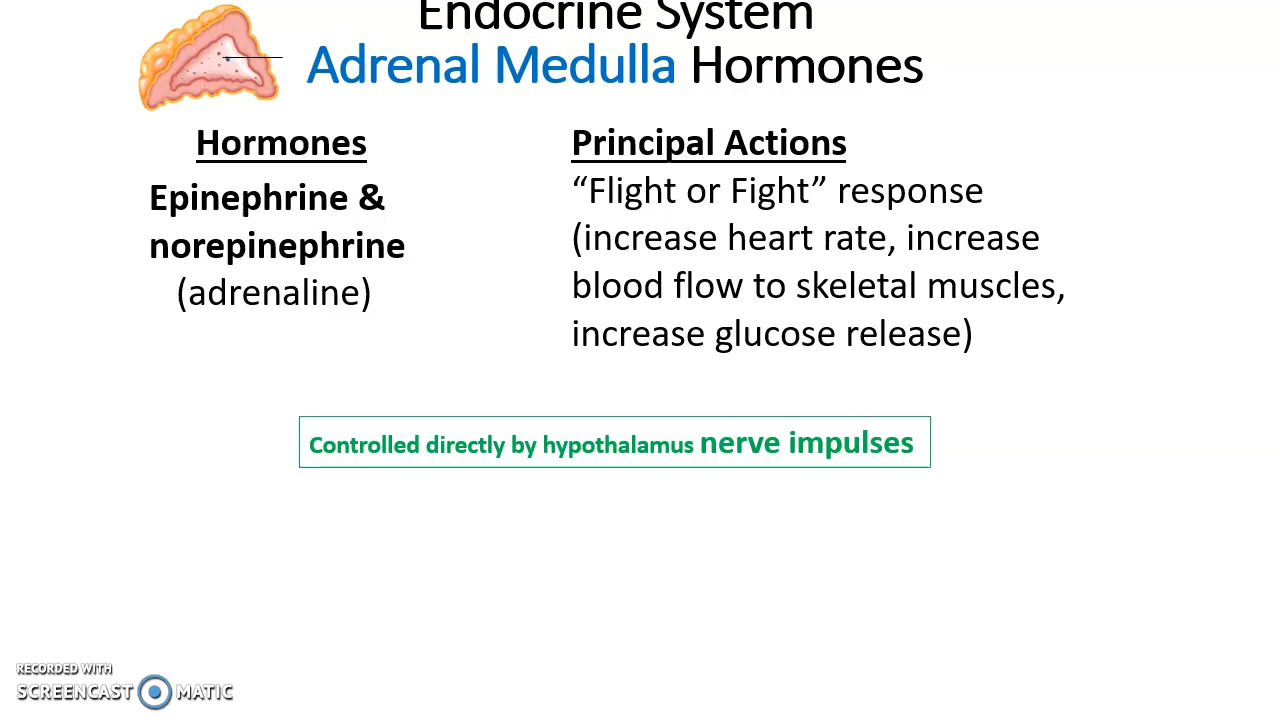 Endocrine System
Adrenal Medulla Hormones
Hormones
Epinephrine &
norepinephrine
(adrenaline)
Principal Actions
“Flight or Fight” response
(increase heart rate, increase
blood flow to skeletal muscles,
increase glucose release)
Controlled directly by hypothalamus nerve impulses
RECORDED WITH
SCREENCAST MATIC